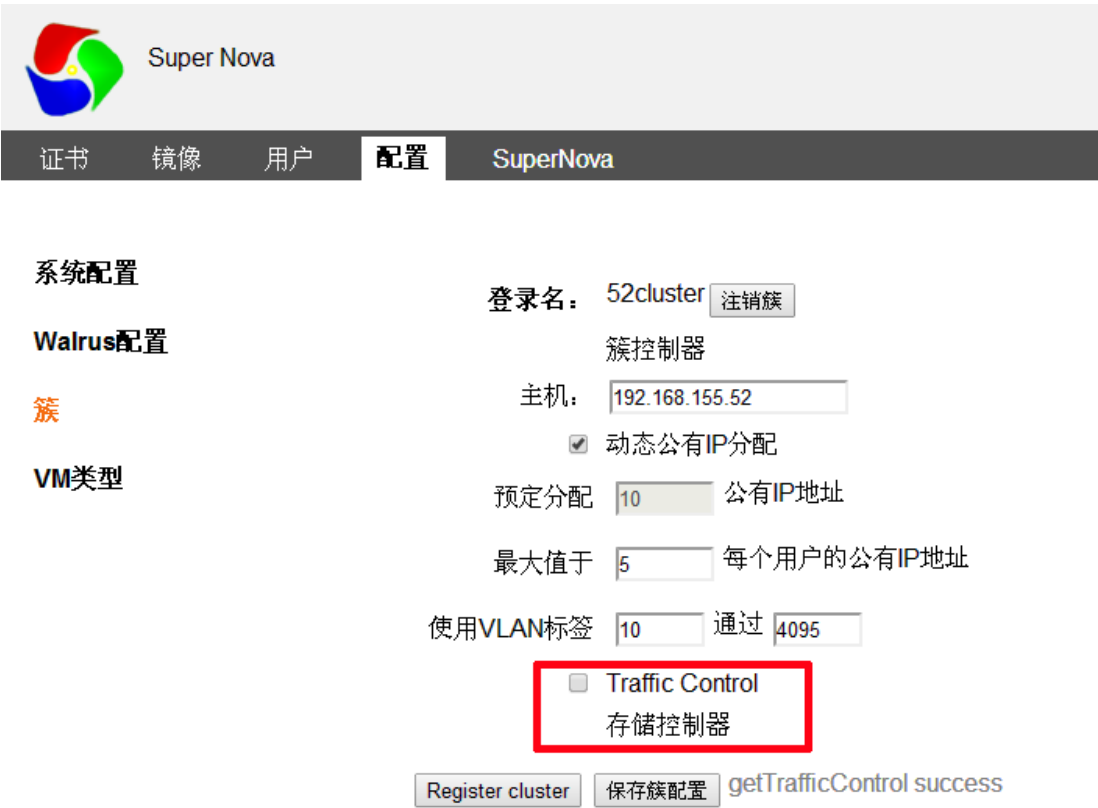 Super Nova
证书 镜像 用户 配置 SuperNova
系统配置
Walrus配置
簇
VM类型
登录名： 52cluster 注销簇
簇控制器
主机： 192.168.155.52
动态公有IP分配
预定分配 10 公有IP地址
最大值于 5 每个用户的公有IP地址
使用VLAN标签 10 通过 4095
Traffic Control
存储控制器
Register cluster 保存簇配置 getTrafficControl success